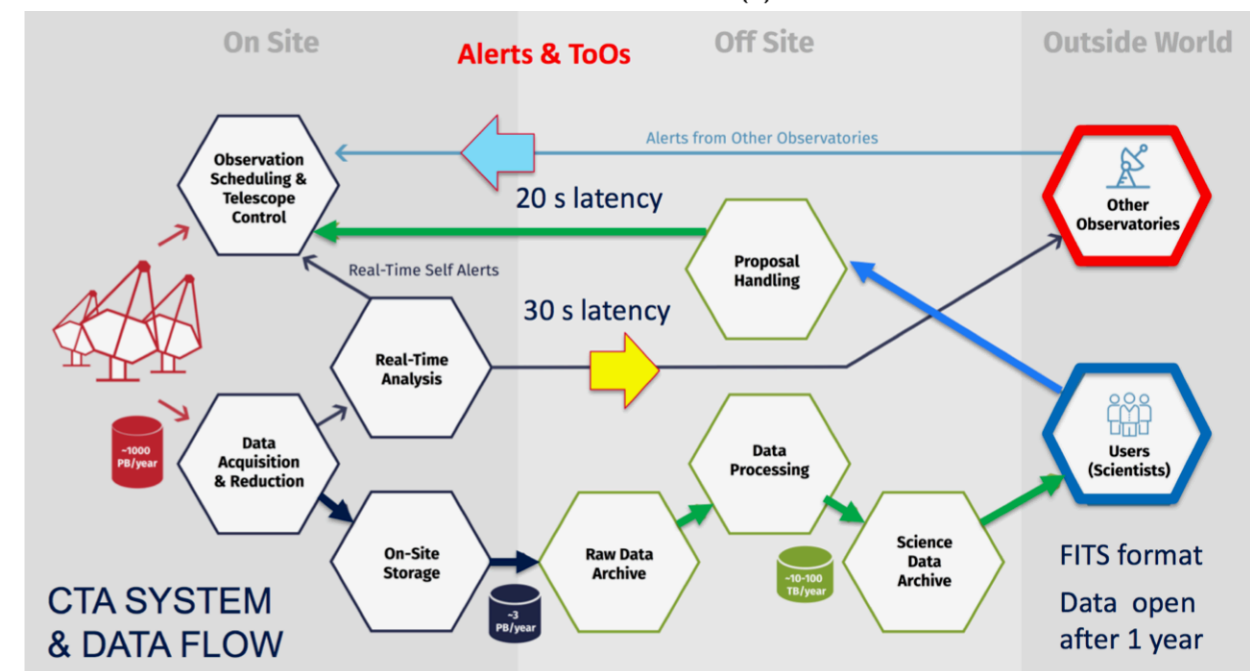 On Site
Alerts & ToOs
Off Site
Outside World
Observation
Scheduling &
Telescope
Control
Alerts from Other Observatories
Other
Observatories
20 s latency
Proposal
Handling
Real-Time Self Alerts
30 s latency
Real-Time
Analysis
~1000
PB/year
Data
Acquisition
& Reduction
Data
Processing
Users
(Scientists)
On-Site
Storage
Raw Data
Archive
~10-100
TB/year
Science
Data
Archive
~3
PB/year
FITS format
Data open
after 1 year
CTA SYSTEM
& DATA FLOW